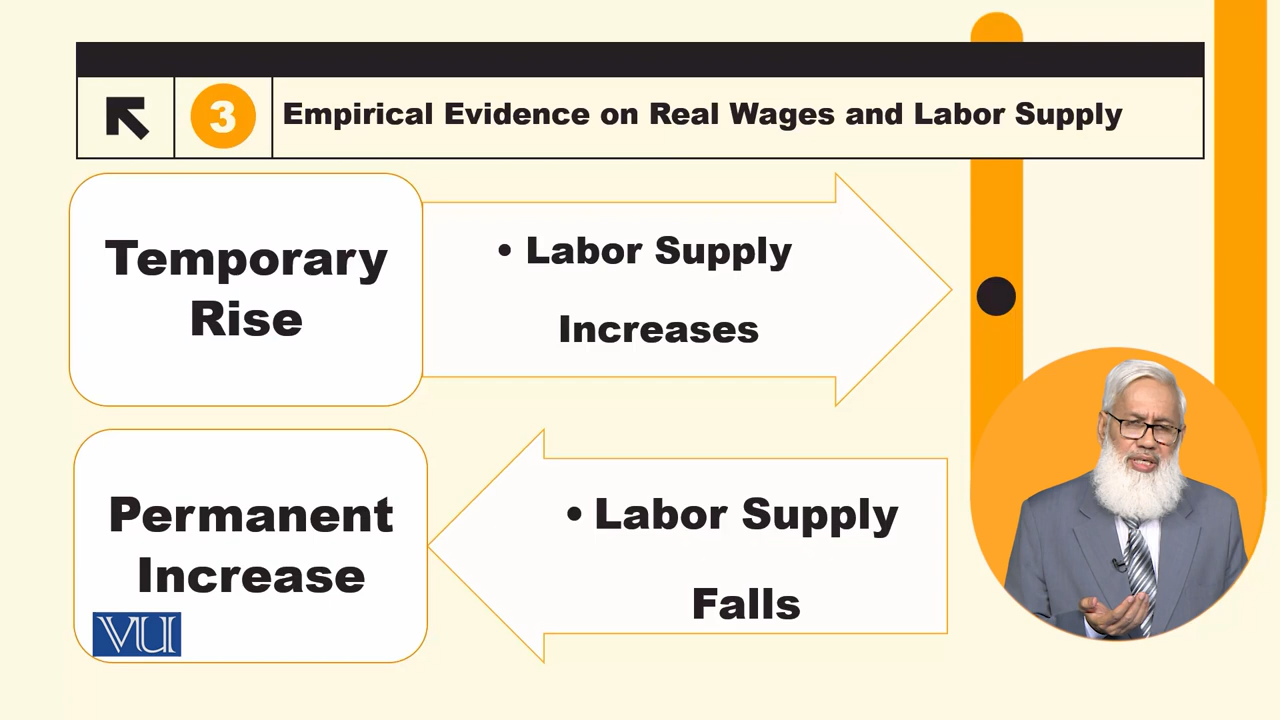 3
Empirical Evidence on Real Wages and Labor Supply
Temporary
Rise
• Labor Supply
Increases
Permanent
Increase
• Labor Supply
Falls
VU